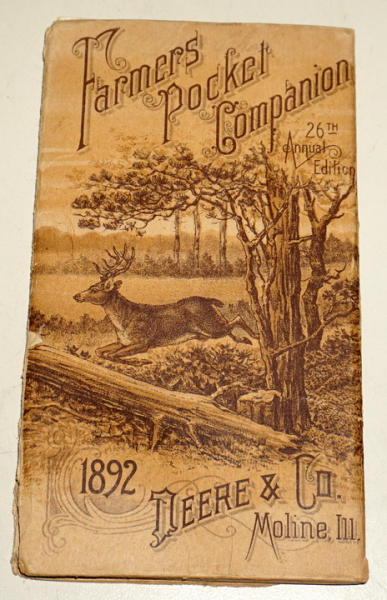 Farmers
Pocket
Companion
26TH
Annual
Edition
1892
DEERE & CO.
Moline, Ill.